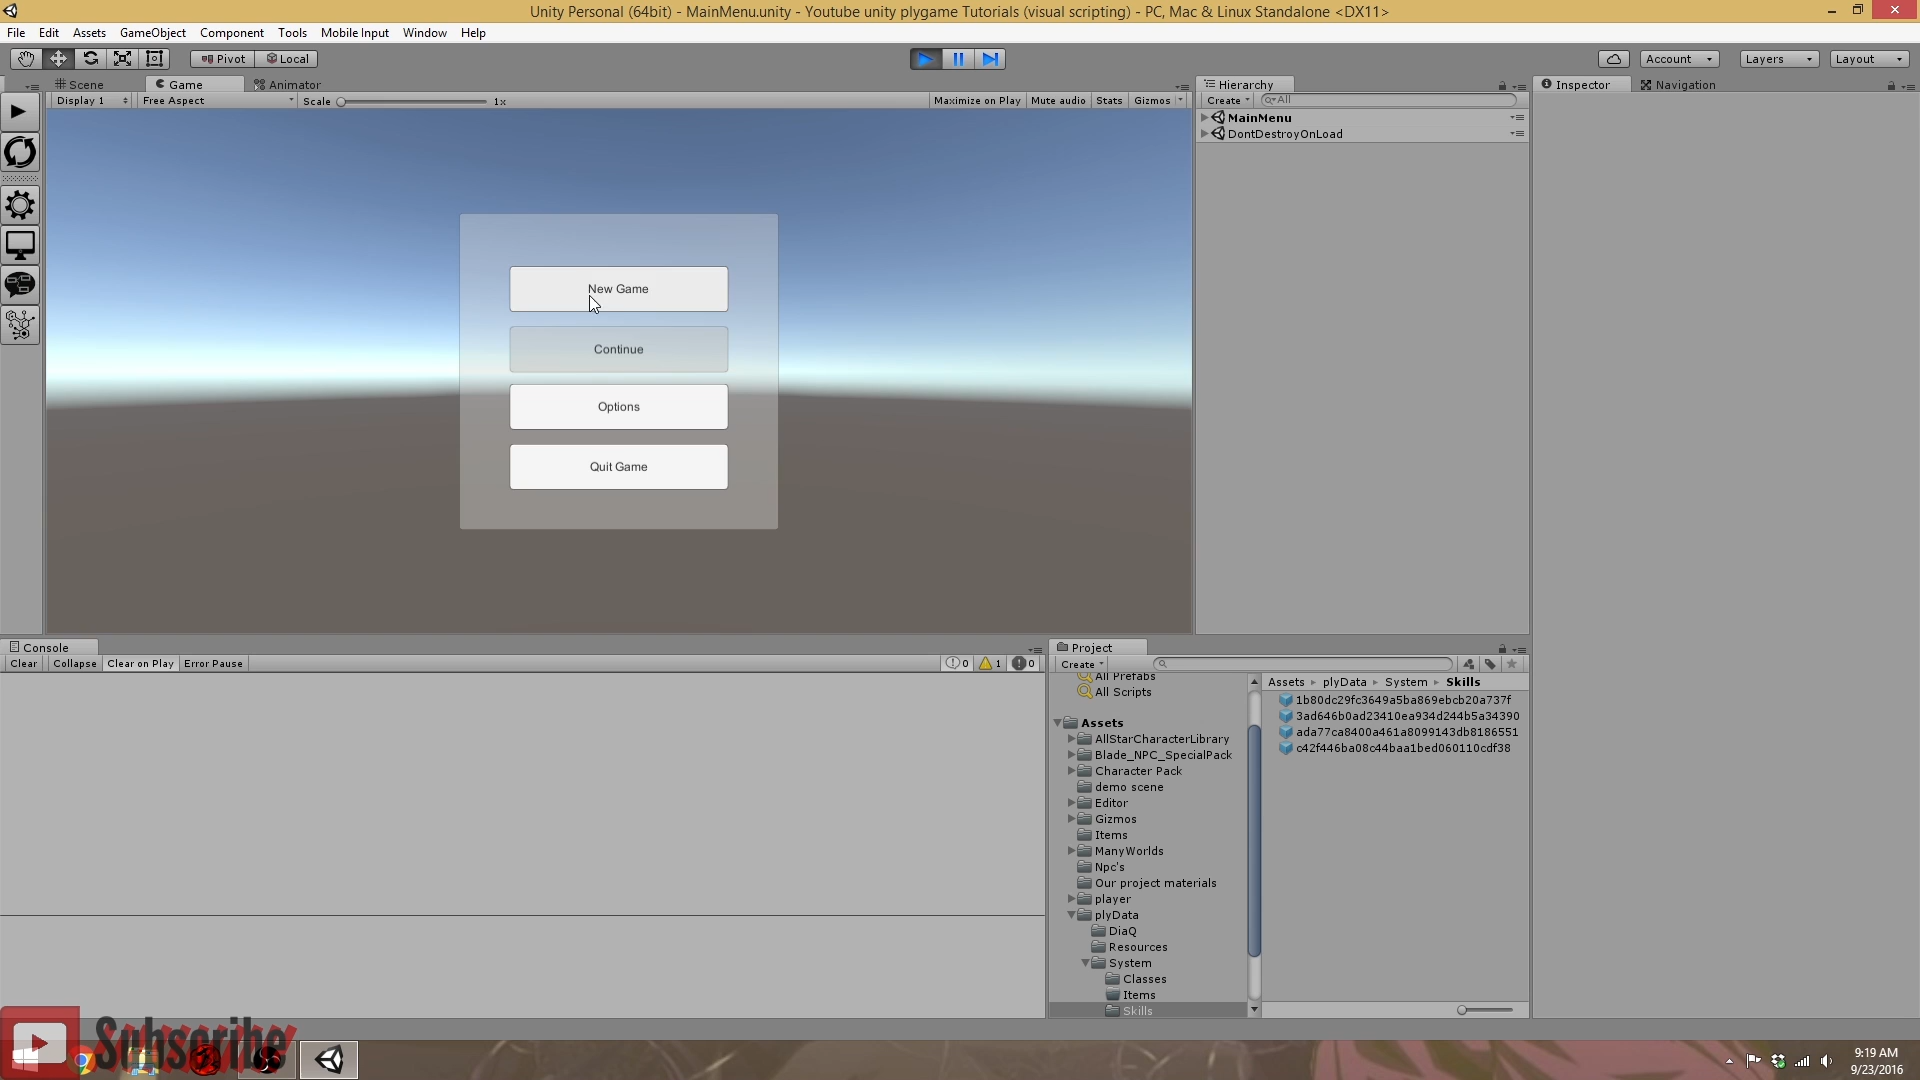 Unity Personal (64bit) - MainMenu.unity - Youtube unity plygame Tutorials (visual scripting) - PC, Mac & Linux Standalone <DX11>
File Edit Assets GameObject Component Tools Mobile Input Window Help
Pivot Local Account Layers Layout
Scene Game Animator
Display 1 Free Aspect Scale 1x Maximize on Play Mute audio Stats Gizmos
New Game
Continue
Options
Quit Game
Hierarchy
Create All
MainMenu
DontDestroyOnLoad
Inspector Navigation
Console
Clear Collapse Clear on Play Error Pause 0 1 0
Project
Create
All Prefabs
All Scripts
Assets
AllStarCharacterLibrary
Blade_NPC_SpecialPack
Character Pack
demo scene
Editor
Gizmos
Items
ManyWorlds
Npc's
Our project materials
player
plyData
DiaQ
Resources
System
Classes
Items
Skills
Assets plyData System Skills
1b80dc29fc3649a5ba869ebcb20a737f
3ad646b0ad23410ea934d244b5a34390
ada77ca8400a461a8099143db8186551
c42f446ba08c44baa1bed060110cdf38
Subscribe
9:19 AM
9/23/2016